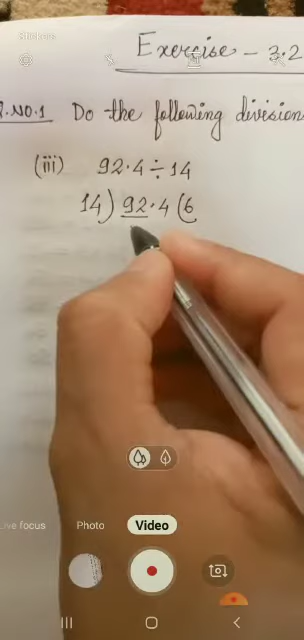 Stickers
Exercise - 3.2
Q.No.1 Do the following divisions
(iii) 92.4 ÷ 14
14) 92.4 (6
Live focus Photo Video